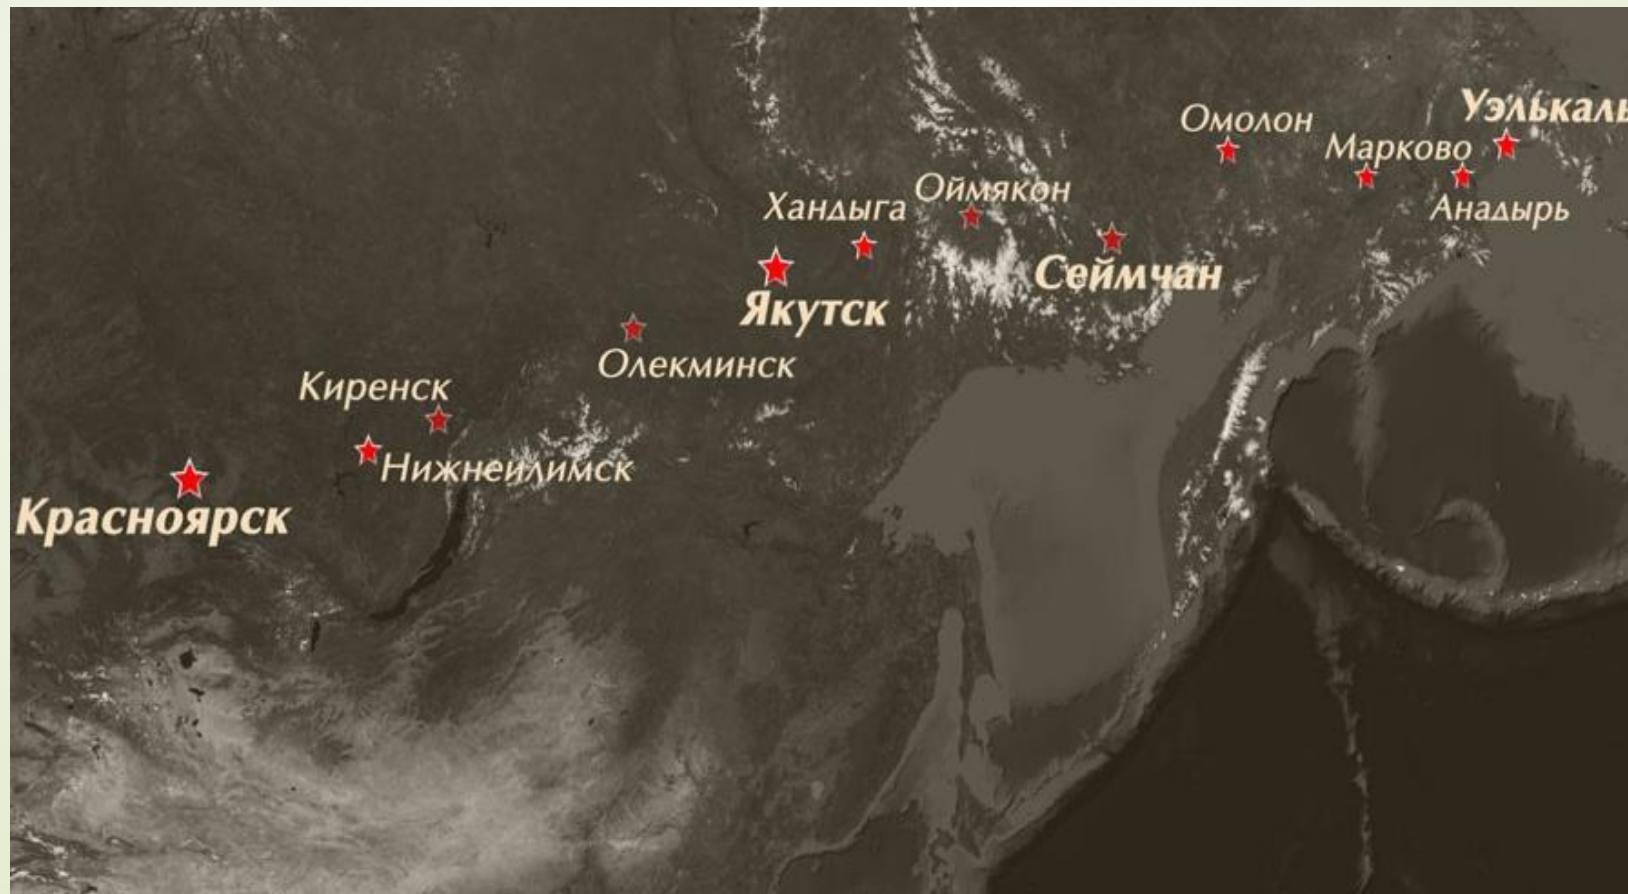 Уэлькаль
Омолон
Марково
Оймякон
Хандыга
Анадырь
Сеймчан
Якутск
Олекминск
Киренск
Нижнеилимск
Красноярск